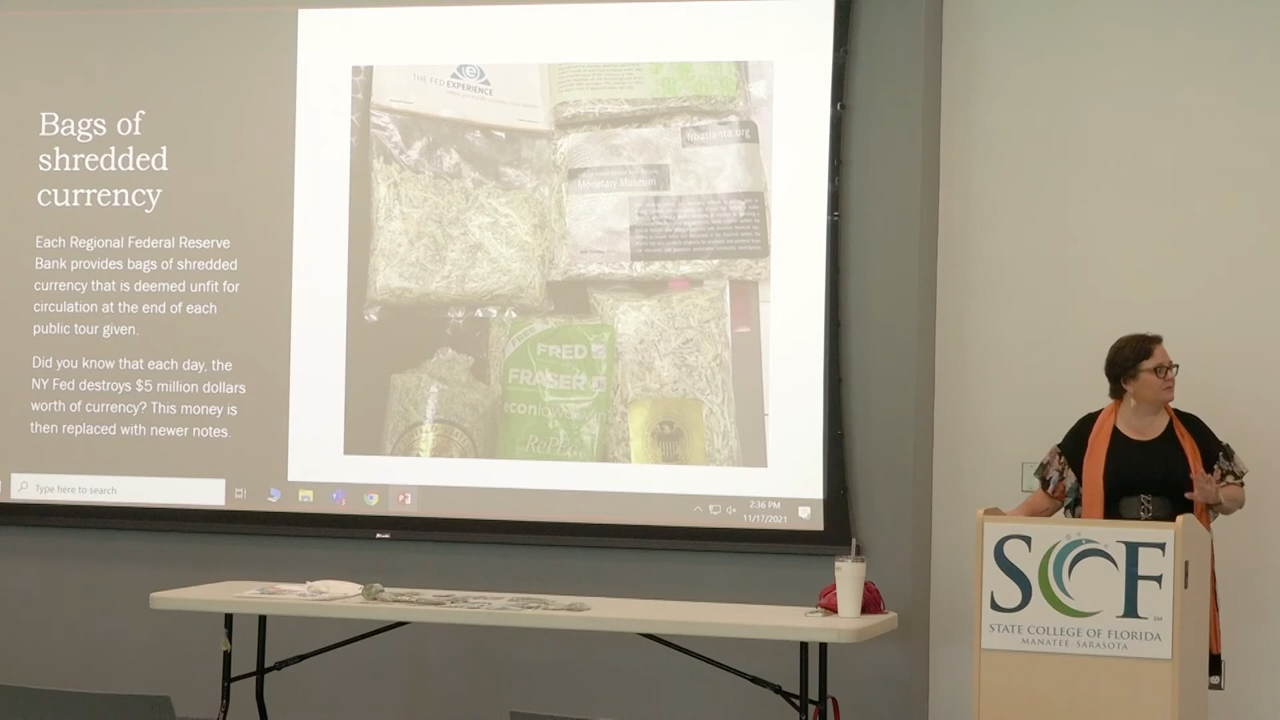 Bags of
shredded
currency
Each Regional Federal Reserve
Bank provides bags of shredded
currency that is deemed unfit for
circulation at the end of each
public tour given.
Did you know that each day, the
NY Fed destroys $5 million dollars
worth of currency? This money is
then replaced with newer notes.
THE FED EXPERIENCE
frbatlanta.org
Monetary Museum
FRED
FRASER
econlowdown
RePEc
Type here to search
2:36 PM
11/17/2021
SCF
SM
STATE COLLEGE OF FLORIDA
MANATEE-SARASOTA